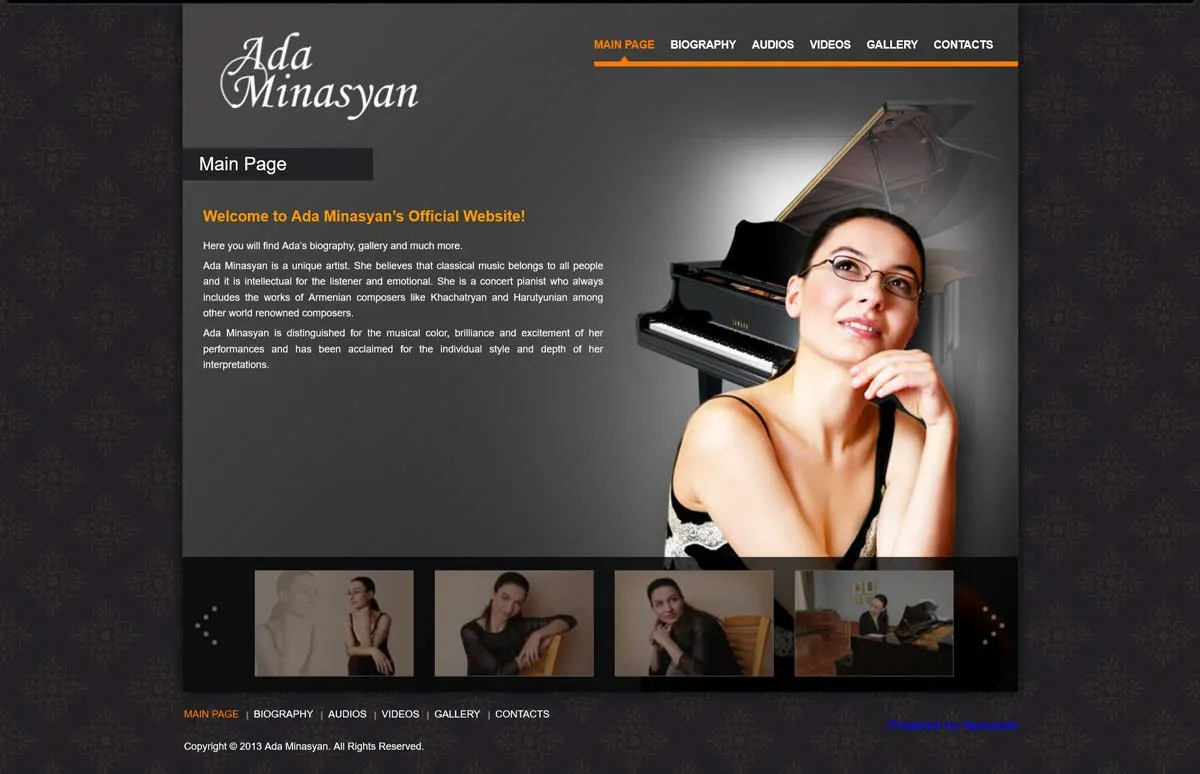 Ada
Minasyan
MAIN PAGE BIOGRAPHY AUDIOS VIDEOS GALLERY CONTACTS
Main Page
Welcome to Ada Minasyan's Official Website!
Here you will find Ada's biography, gallery and much more.
Ada Minasyan is a unique artist. She believes that classical music belongs to all people
and it is intellectual for the listener and emotional. She is a concert pianist who always
includes the works of Armenian composers like Khachatryan and Harutyunian among
other world renowned composers.
Ada Minasyan is distinguished for the musical color, brilliance and excitement of her
performances and has been acclaimed for the individual style and depth of her
interpretations.
YAMAHA
MAIN PAGE | BIOGRAPHY | AUDIOS | VIDEOS | GALLERY | CONTACTS
Powered by
Copyright © 2013 Ada Minasyan. All Rights Reserved.